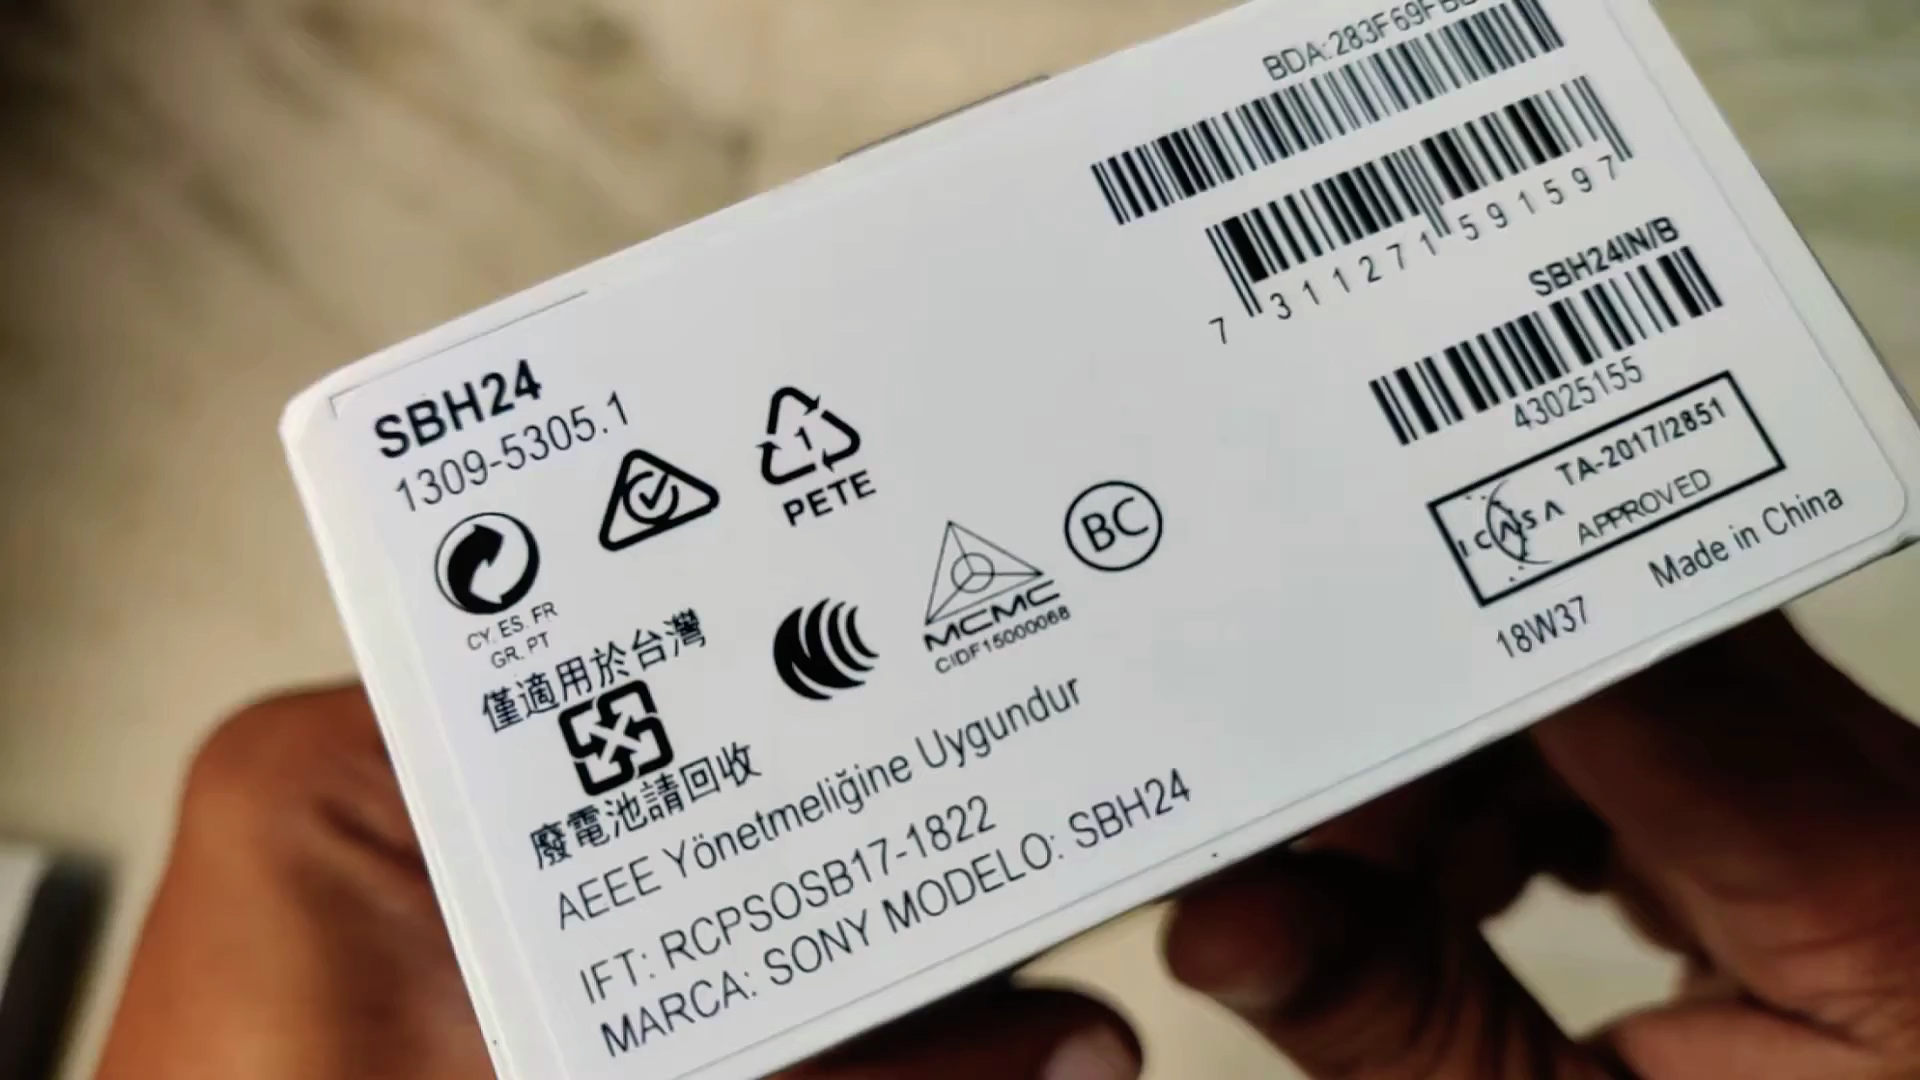 SBH24
1309-5305.1
1
PETE
CY, ES, FR
GR, PT
僅適用於台灣
廢電池請回收
MCMC
CIDF15000068
BC
AEEE Yönetmeliğine Uygundur
IFT: RCPSOSB17-1822
MARCA: SONY MODELO: SBH24
7 311271 591597
SBH24IN/B
43025155
ICASA
TA-2017/2851
APPROVED
Made in China
18W37